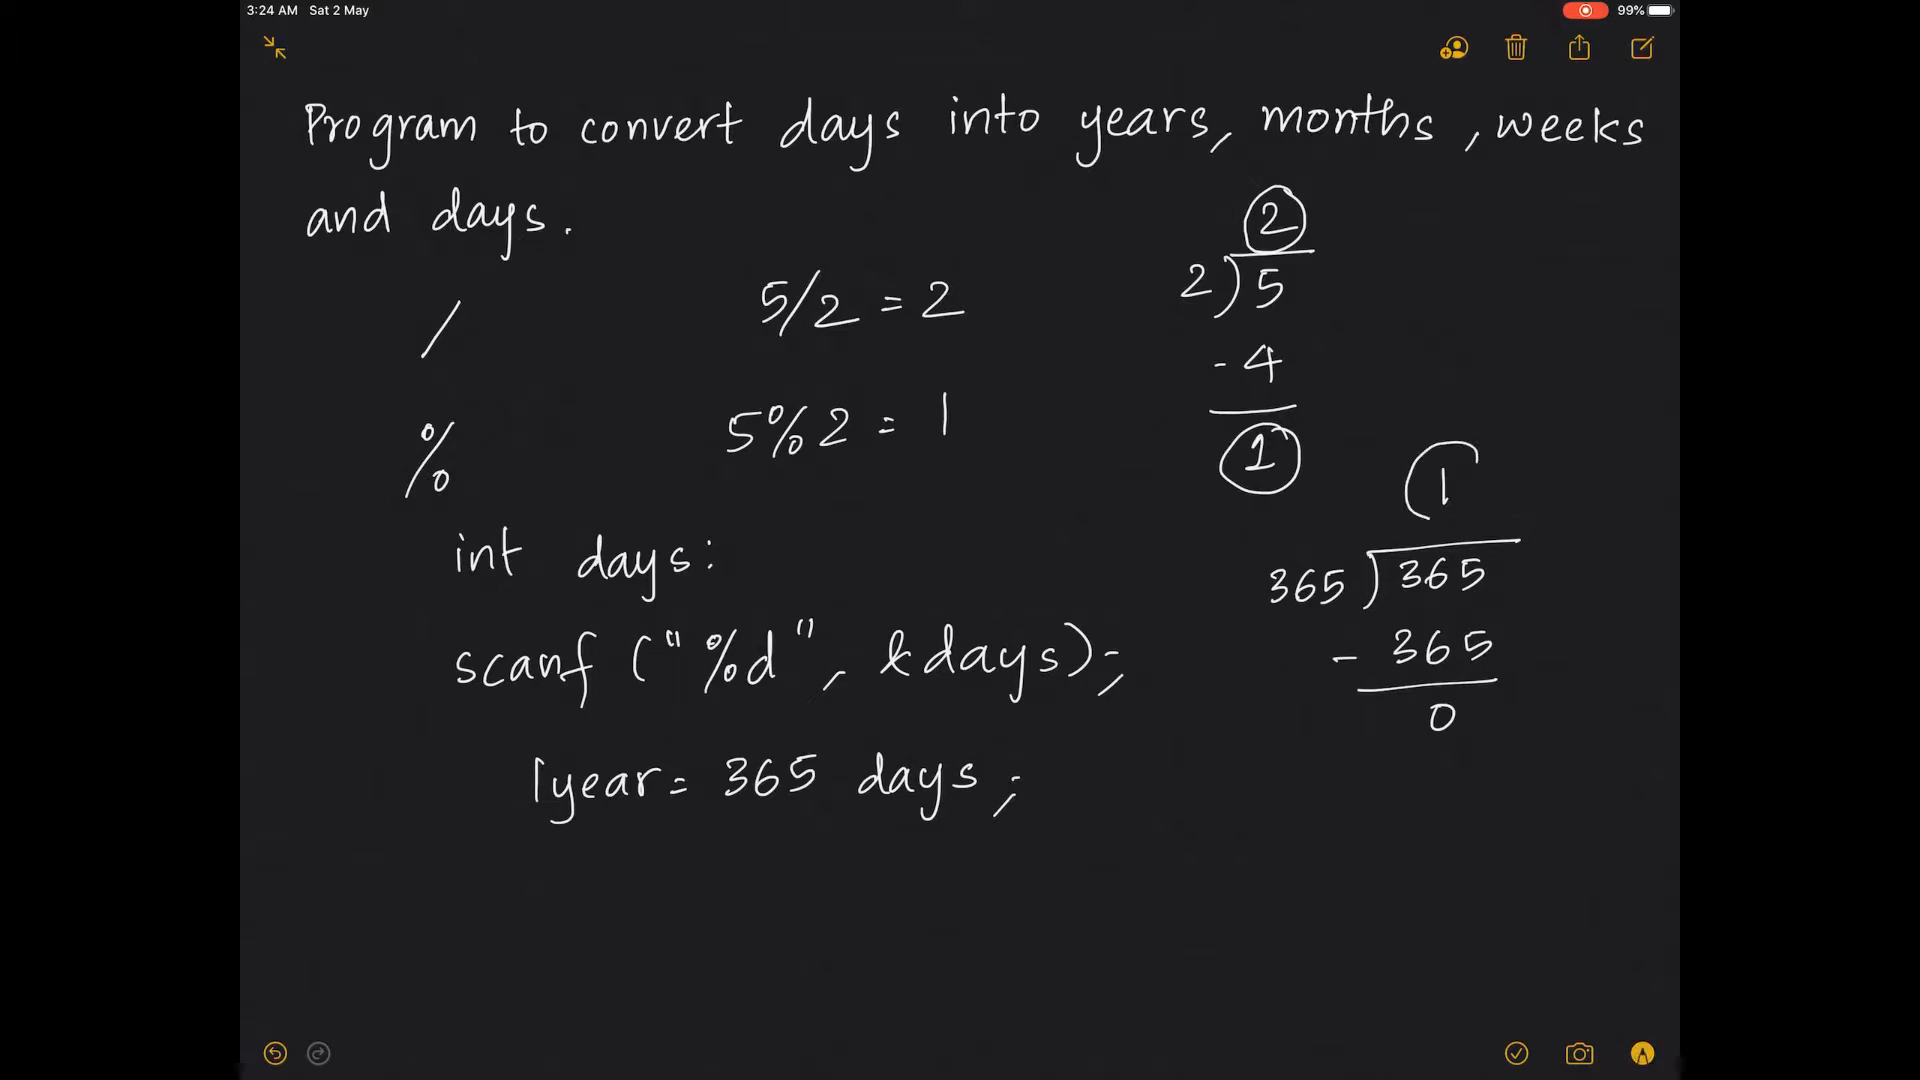 3:24 AM Sat 2 May
99%
Program to convert days into years, months, weeks
and days.
/
5/2 = 2
2
2)5
- 4
1
%
5%2 = 1
int days:
scanf ("%d", &days);
1year= 365 days;
1
365)365
- 365
0